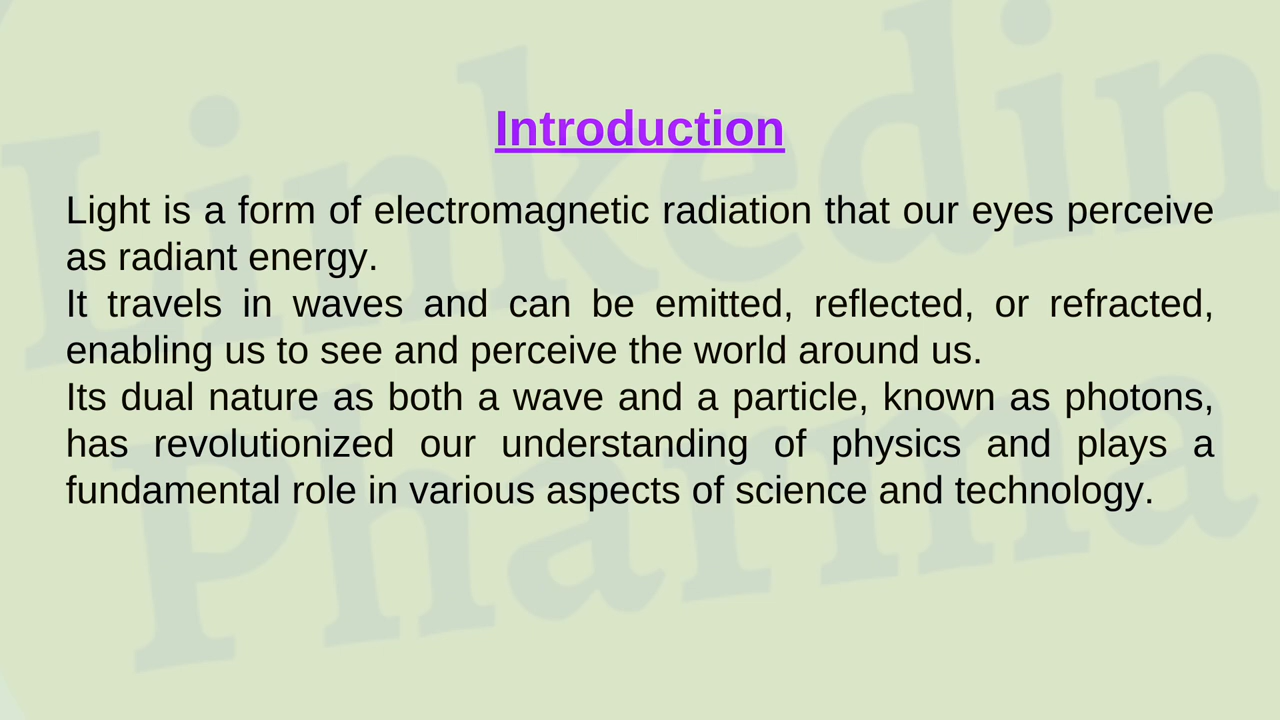 Introduction
Light is a form of electromagnetic radiation that our eyes perceive
as radiant energy.
It travels in waves and can be emitted, reflected, or refracted,
enabling us to see and perceive the world around us.
Its dual nature as both a wave and a particle, known as photons,
has revolutionized our understanding of physics and plays a
fundamental role in various aspects of science and technology.
Linkedin
Pharma